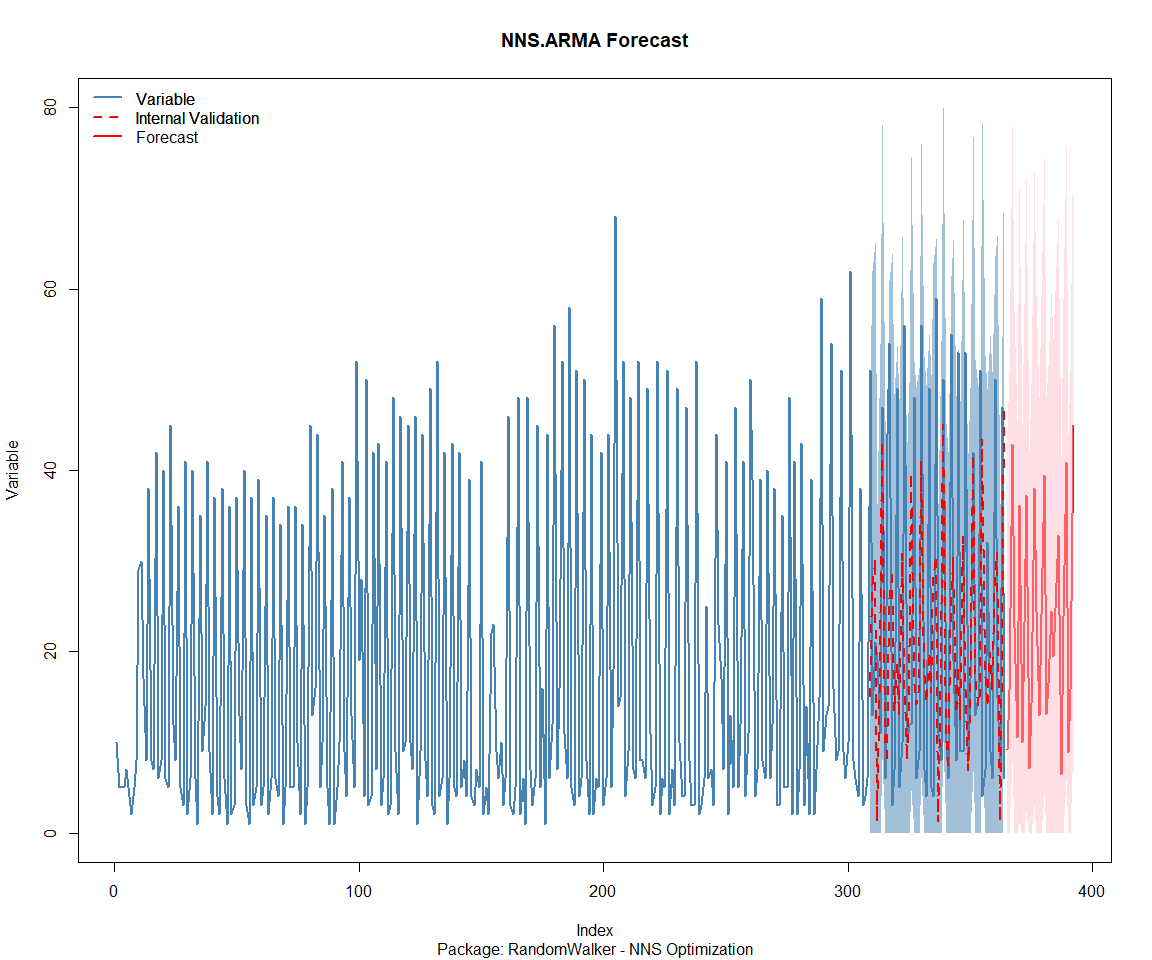 NNS.ARMA Forecast
Variable
Internal Validation
Forecast
80
60
40
20
0
Variable
0 100 200 300 400
Index
Package: RandomWalker - NNS Optimization